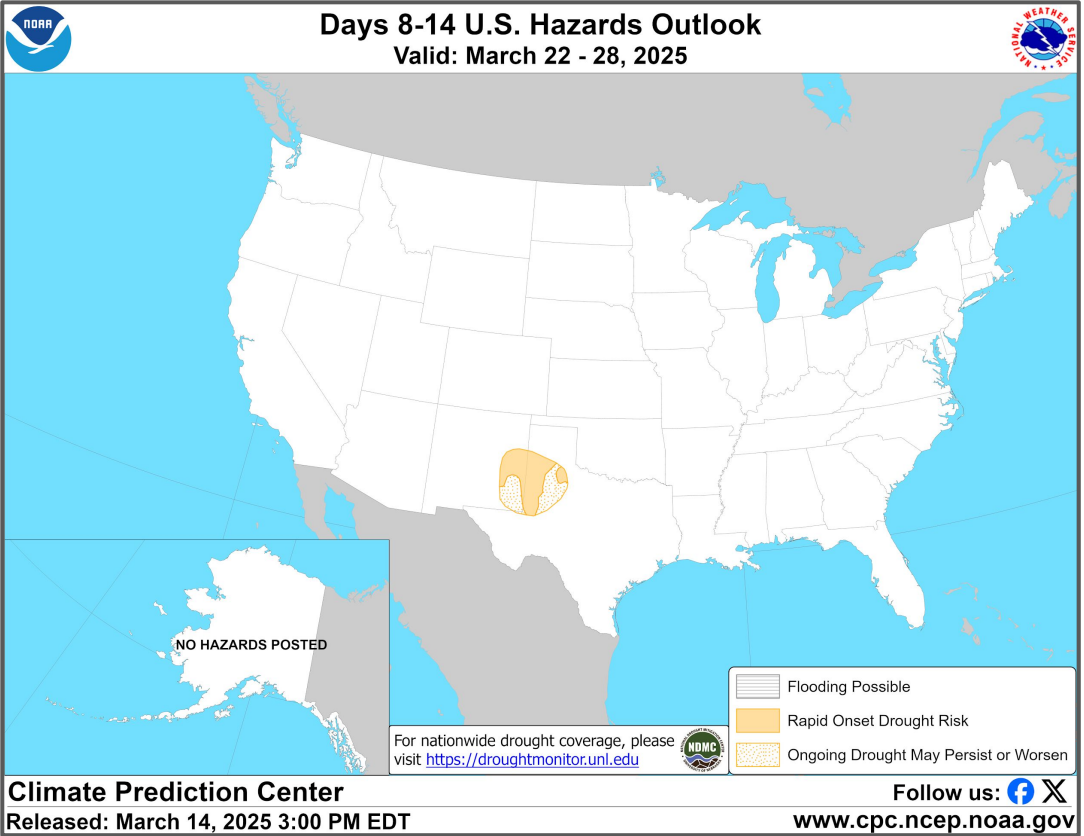 NOAA
Days 8-14 U.S. Hazards Outlook
Valid: March 22 - 28, 2025
NATIONAL WEATHER SERVICE
NO HAZARDS POSTED
Flooding Possible
Rapid Onset Drought Risk
Ongoing Drought May Persist or Worsen
For nationwide drought coverage, please
visit https://droughtmonitor.unl.edu
NDMC
Climate Prediction Center
Released: March 14, 2025 3:00 PM EDT
Follow us:
www.cpc.ncep.noaa.gov